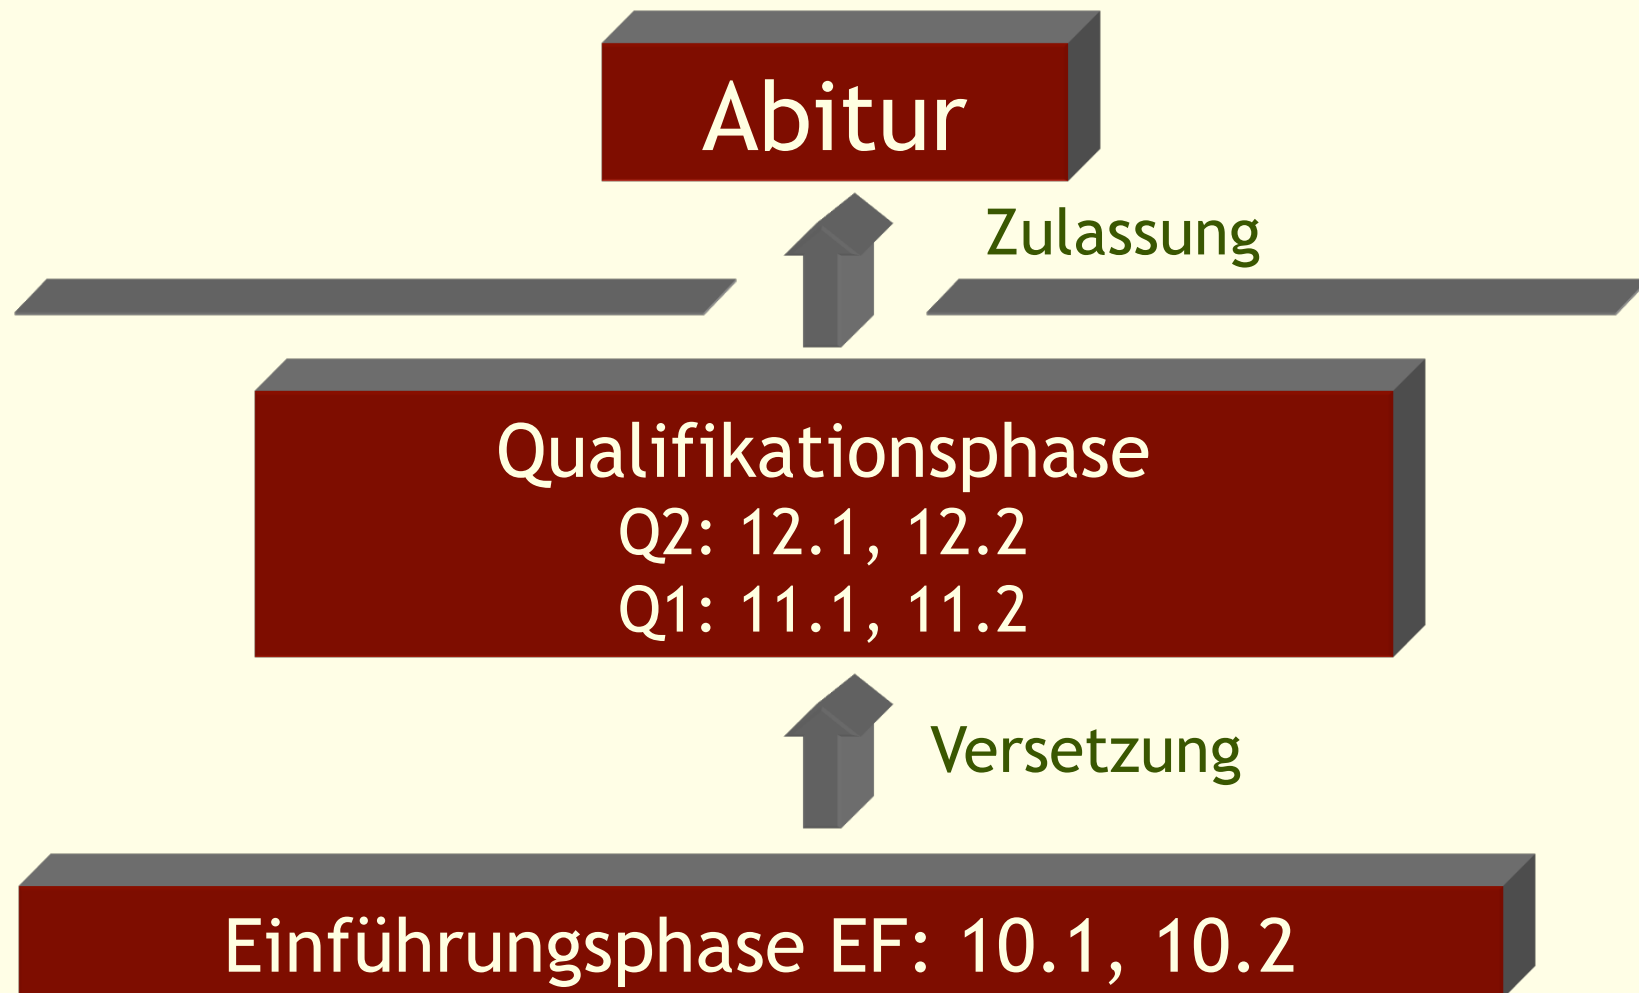 Abitur
Zulassung
Qualifikationsphase
Q2: 12.1, 12.2
Q1: 11.1, 11.2
Versetzung
Einführungsphase EF: 10.1, 10.2